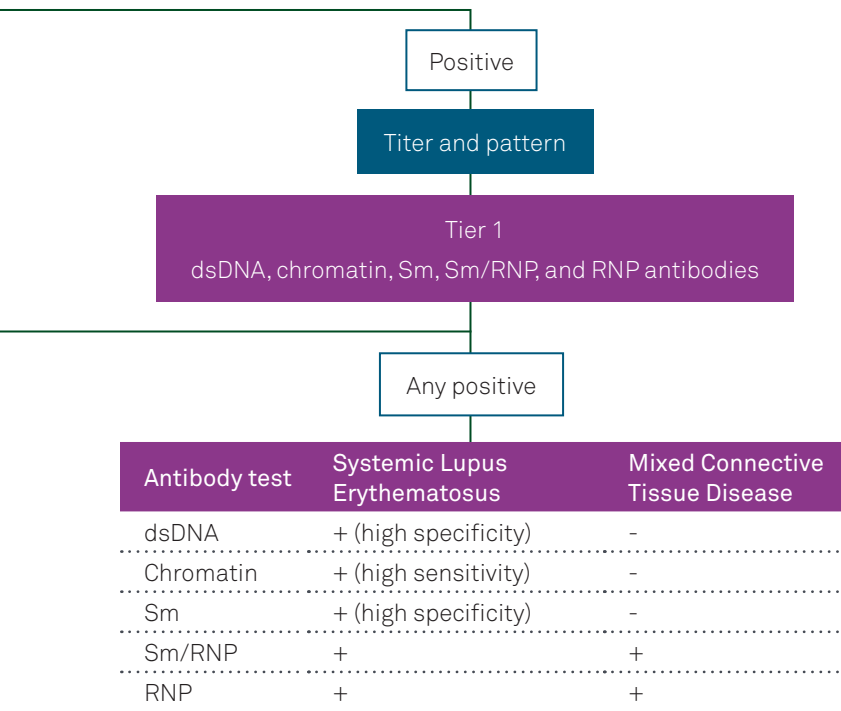 Positive
Titer and pattern
Tier 1
dsDNA, chromatin, Sm, Sm/RNP, and RNP antibodies
Any positive
Antibody test Systemic Lupus Erythematosus Mixed Connective Tissue Disease
dsDNA + (high specificity) -
Chromatin + (high sensitivity) -
Sm + (high specificity) -
Sm/RNP + +
RNP + +